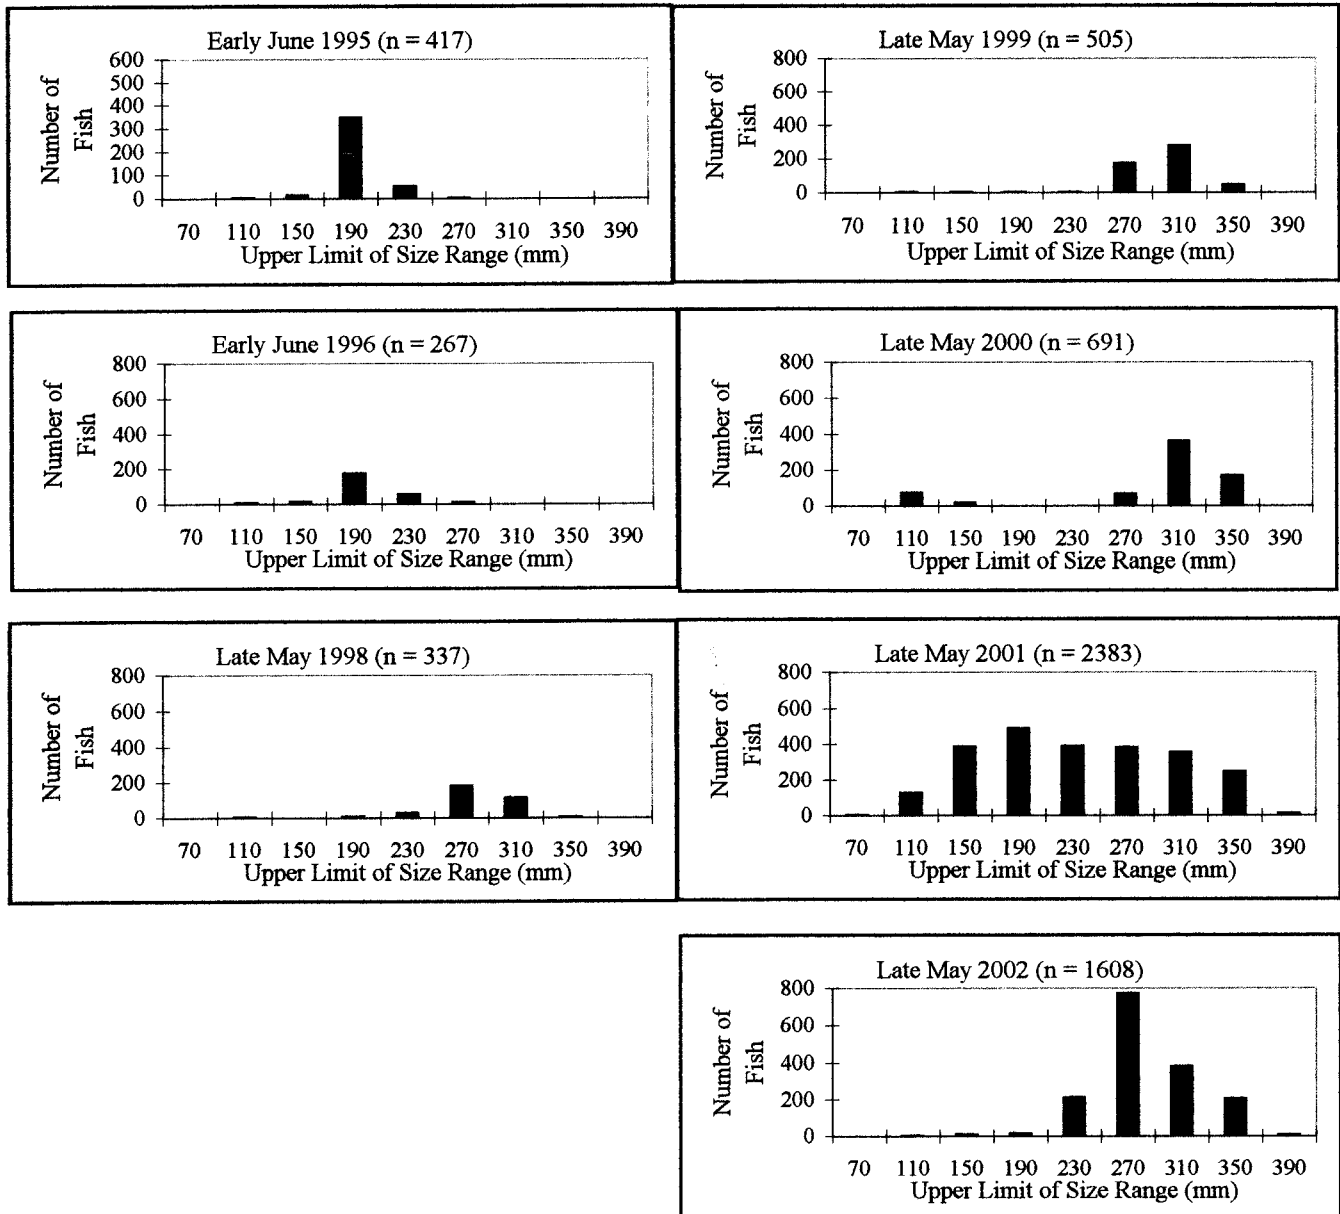 Early June 1995 (n = 417)
Number of
Fish
600
500
400
300
200
100
0
70 110 150 190 230 270 310 350 390
Upper Limit of Size Range (mm)
Late May 1999 (n = 505)
Number of
Fish
800
600
400
200
0
70 110 150 190 230 270 310 350 390
Upper Limit of Size Range (mm)
Early June 1996 (n = 267)
Number of
Fish
800
600
400
200
0
70 110 150 190 230 270 310 350 390
Upper Limit of Size Range (mm)
Late May 2000 (n = 691)
Number of
Fish
800
600
400
200
0
70 110 150 190 230 270 310 350 390
Upper Limit of Size Range (mm)
Late May 1998 (n = 337)
Number of
Fish
800
600
400
200
0
70 110 150 190 230 270 310 350 390
Upper Limit of Size Range (mm)
Late May 2001 (n = 2383)
Number of
Fish
800
600
400
200
0
70 110 150 190 230 270 310 350 390
Upper Limit of Size Range (mm)
Late May 2002 (n = 1608)
Number of
Fish
800
600
400
200
0
70 110 150 190 230 270 310 350 390
Upper Limit of Size Range (mm)